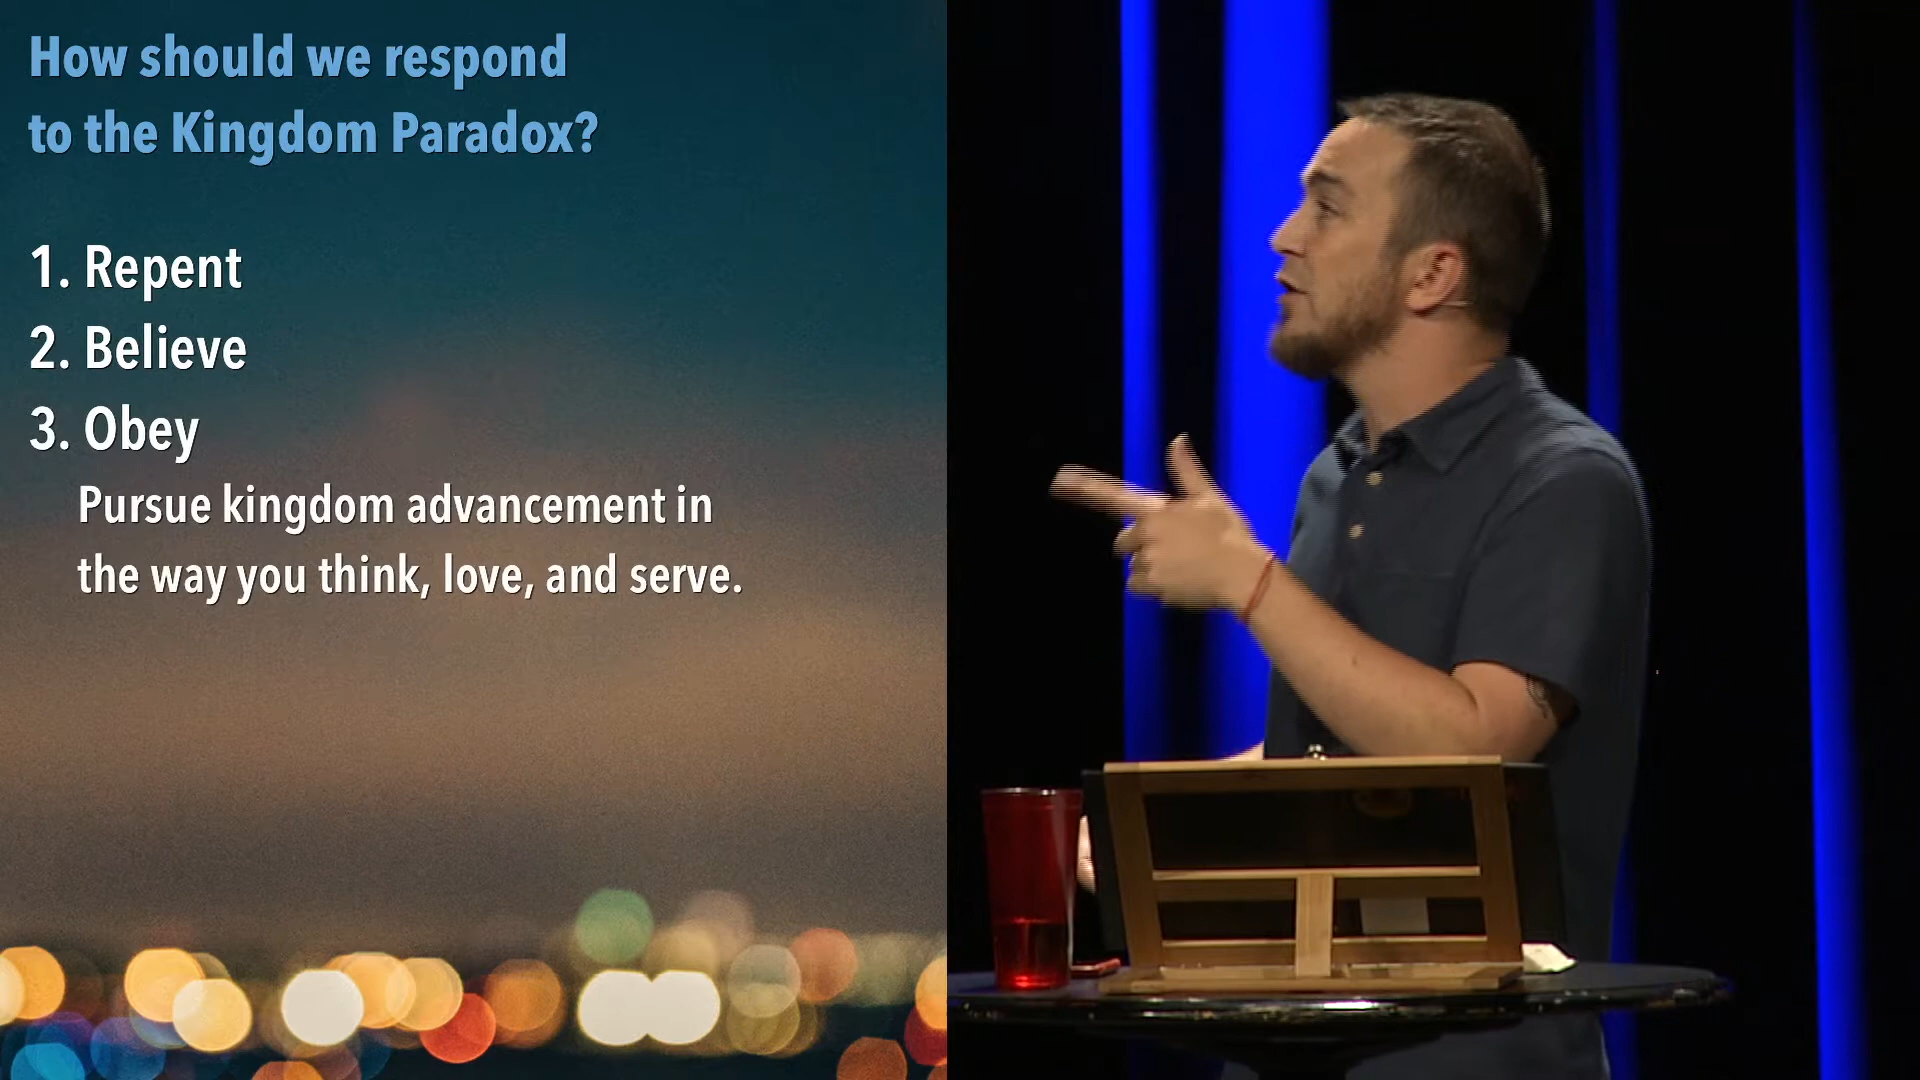 How should we respond
to the Kingdom Paradox?
1. Repent
2. Believe
3. Obey
Pursue kingdom advancement in
the way you think, love, and serve.